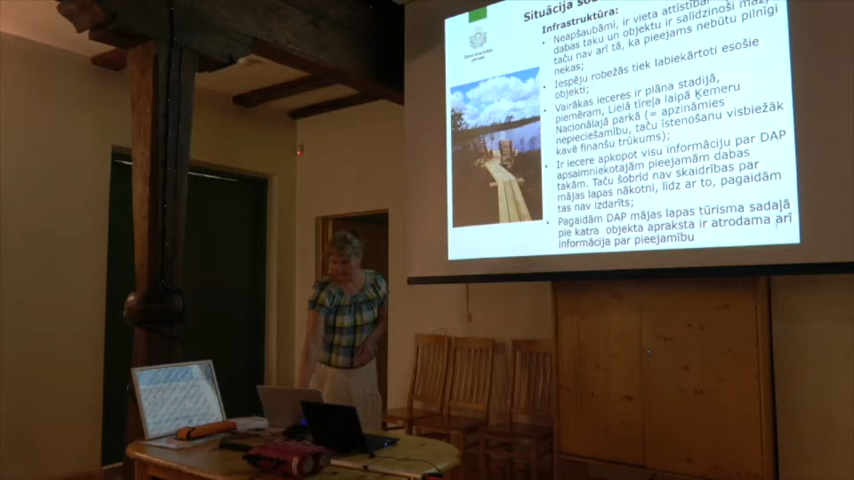 Situācija
Infrastruktūra:
• Neapšaubāmi, ir vieta attīstībai
dabas taku un objektu ir salīdzinoši maz,
taču nav arī tā, ka pieejams nebūtu pilnīgi
nekas;
• Iespēju robežās tiek labiekārtoti esošie
objekti;
• Vairākas ieceres ir plāna stadijā,
piemēram, Lielā tīreļa laipā Ķemeru
Nacionālajā parkā (= apzināmies
nepieciešamību, taču īstenošanu visbiežāk
kavē finanšu trūkums);
• Ir iecere apkopot visu informāciju par DAP
apsaimniekotajām pieejamām dabas
takām. Taču šobrīd nav skaidrības par
mājas lapas nākotni, līdz ar to, pagaidām
tas nav izdarīts;
• Pagaidām DAP mājas lapas tūrisma sadaļā
pie katra objekta apraksta ir atrodama arī
informācija par pieejamību